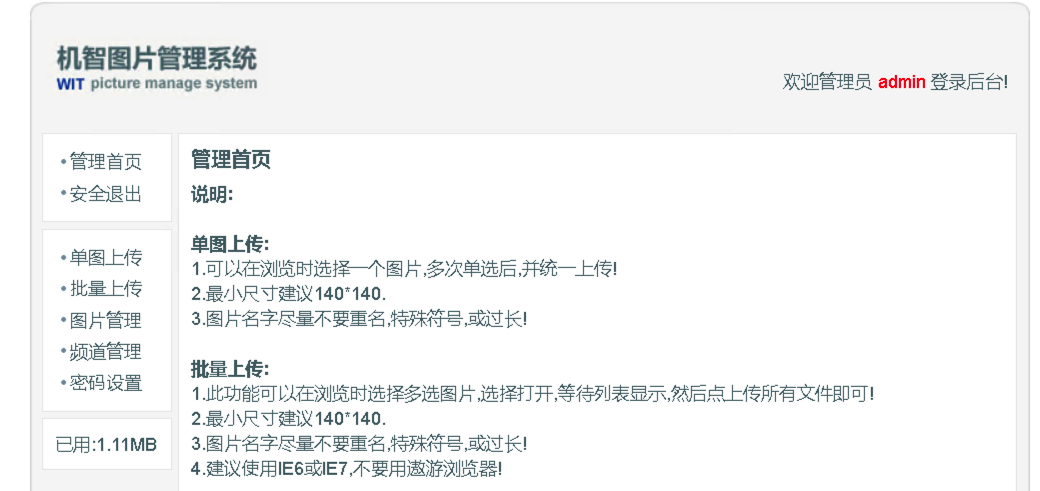 机智图片管理系统
WIT picture manage system
欢迎管理员 admin 登录后台!
•管理首页
•安全退出
•单图上传
•批量上传
•图片管理
•频道管理
•密码设置
已用:1.11MB
管理首页
说明:
单图上传:
1.可以在浏览时选择一个图片,多次单选后,并统一上传!
2.最小尺寸建议140*140.
3.图片名字尽量不要重名,特殊符号,或过长!
批量上传:
1.此功能可以在浏览时选择多选图片,选择打开,等待列表显示,然后点上传所有文件即可!
2.最小尺寸建议140*140.
3.图片名字尽量不要重名,特殊符号,或过长!
4.建议使用IE6或IE7,不要用遨游浏览器!